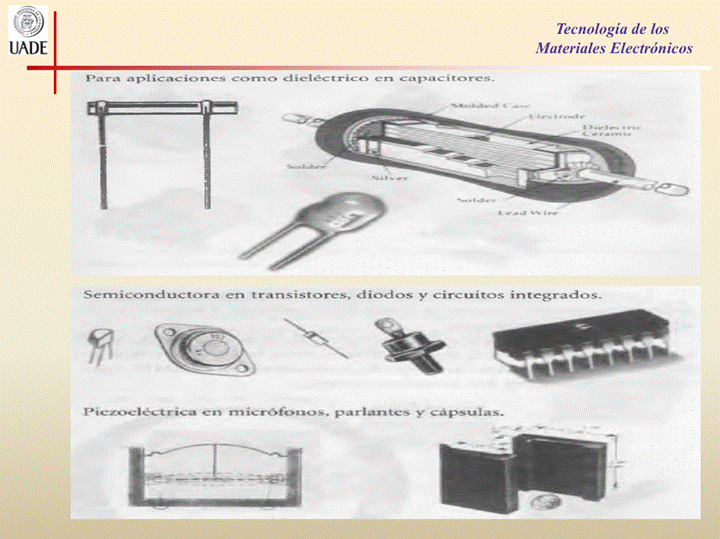 UADE
Tecnología de los
Materiales Electrónicos
Para aplicaciones como dieléctrico en capacitores.
Molded Case
Electrode
Dielectric
Ceramic
Solder
Silver
Solder
Lead Wire
Semiconductora en transistores, diodos y circuitos integrados.
Piezoeléctrica en micrófonos, parlantes y cápsulas.